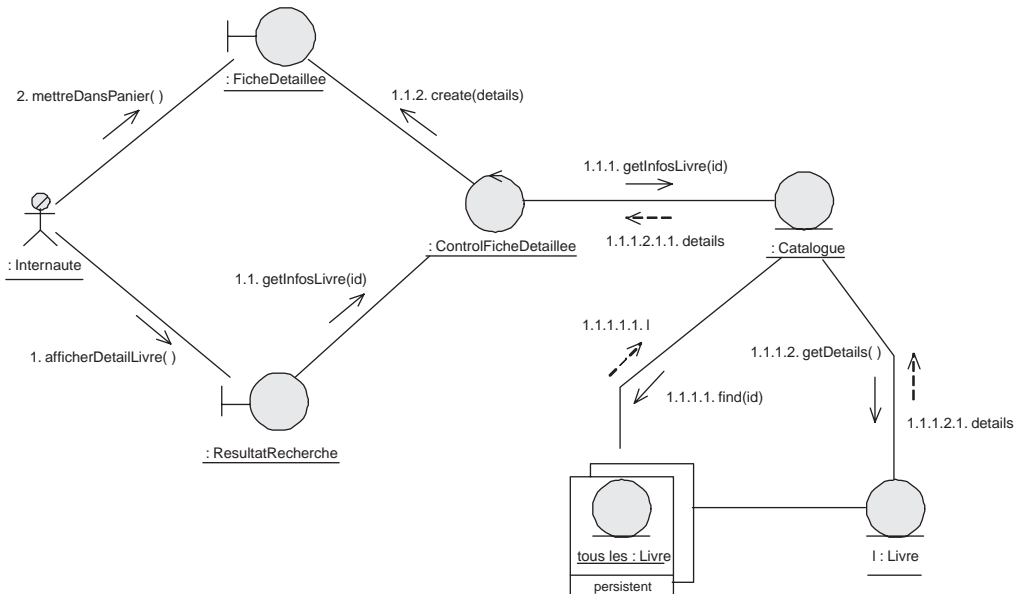 : FicheDetaillee
2. mettreDansPanier( )
1.1.2. create(details)
1.1.1. getInfosLivre(id)
1.1.1.2.1.1. details
: ControlFicheDetaillee
: Catalogue
: Internaute
1.1. getInfosLivre(id)
1. afficherDetailLivre( )
1.1.1.1.1. l
1.1.1.2. getDetails( )
1.1.1.1. find(id)
1.1.1.2.1. details
: ResultatRecherche
tous les : Livre
persistent
l : Livre